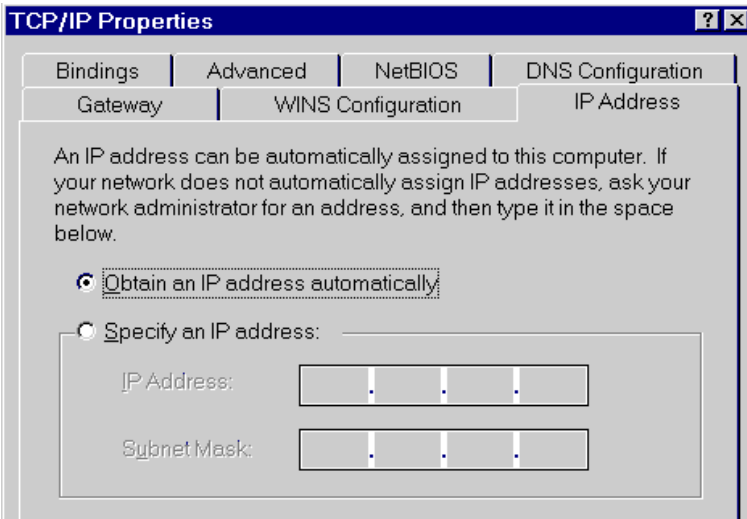 TCP/IP Properties
Bindings Advanced NetBIOS DNS Configuration
Gateway WINS Configuration IP Address
An IP address can be automatically assigned to this computer. If
your network does not automatically assign IP addresses, ask your
network administrator for an address, and then type it in the space
below.
Obtain an IP address automatically
Specify an IP address:
IP Address: . . .
Subnet Mask: . . .